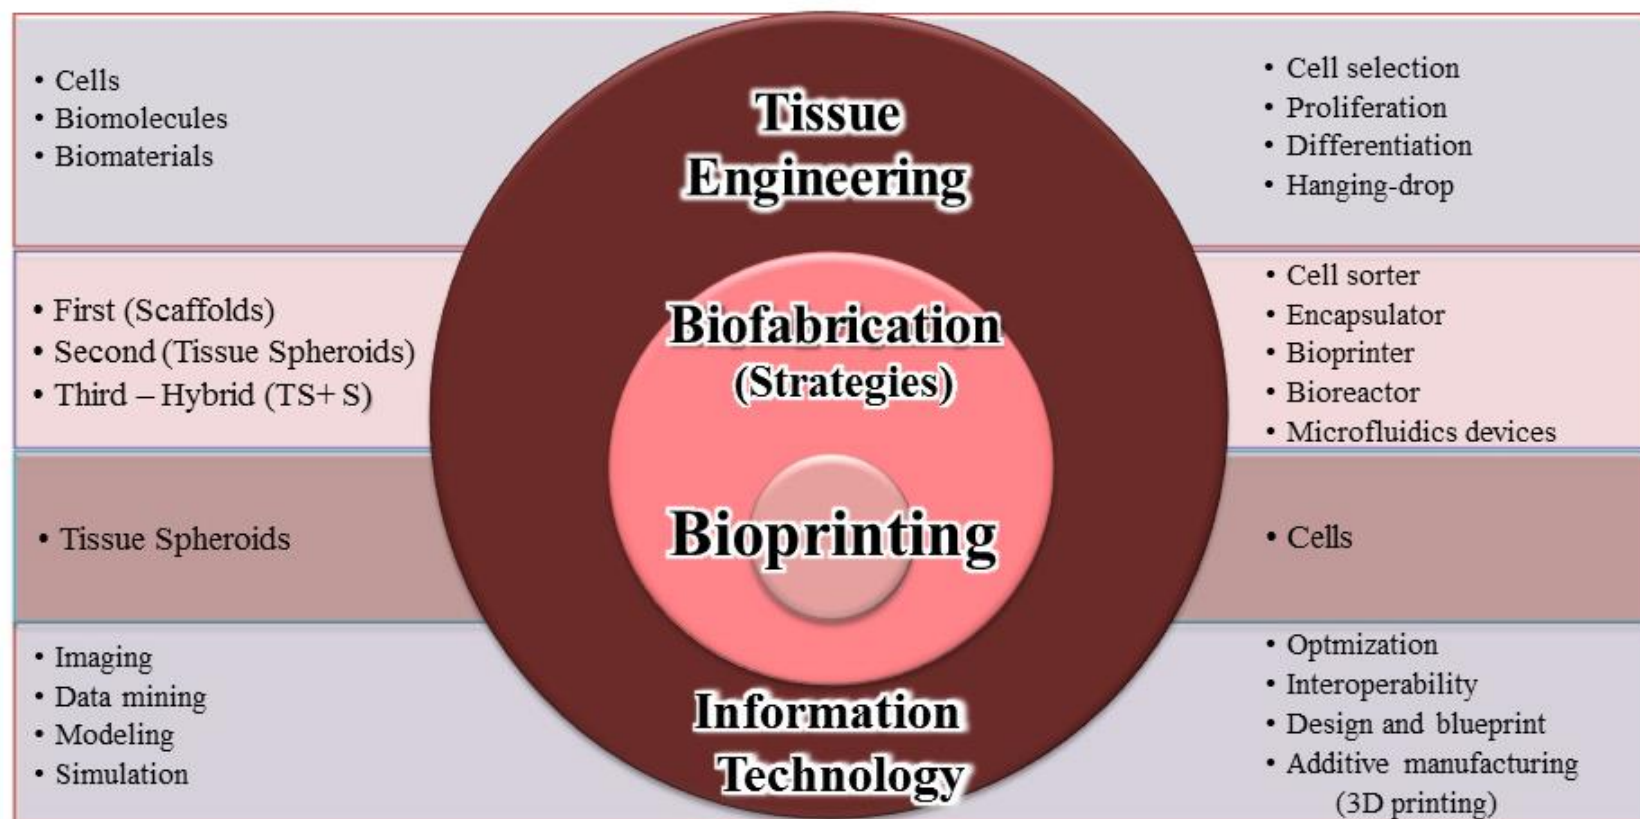 • Cells
• Biomolecules
• Biomaterials
Tissue
Engineering
• Cell selection
• Proliferation
• Differentiation
• Hanging-drop
• First (Scaffolds)
• Second (Tissue Spheroids)
• Third – Hybrid (TS+ S)
Biofabrication
(Strategies)
• Cell sorter
• Encapsulator
• Bioprinter
• Bioreactor
• Microfluidics devices
• Tissue Spheroids
Bioprinting
• Cells
• Imaging
• Data mining
• Modeling
• Simulation
Information
Technology
• Optmization
• Interoperability
• Design and blueprint
• Additive manufacturing
(3D printing)